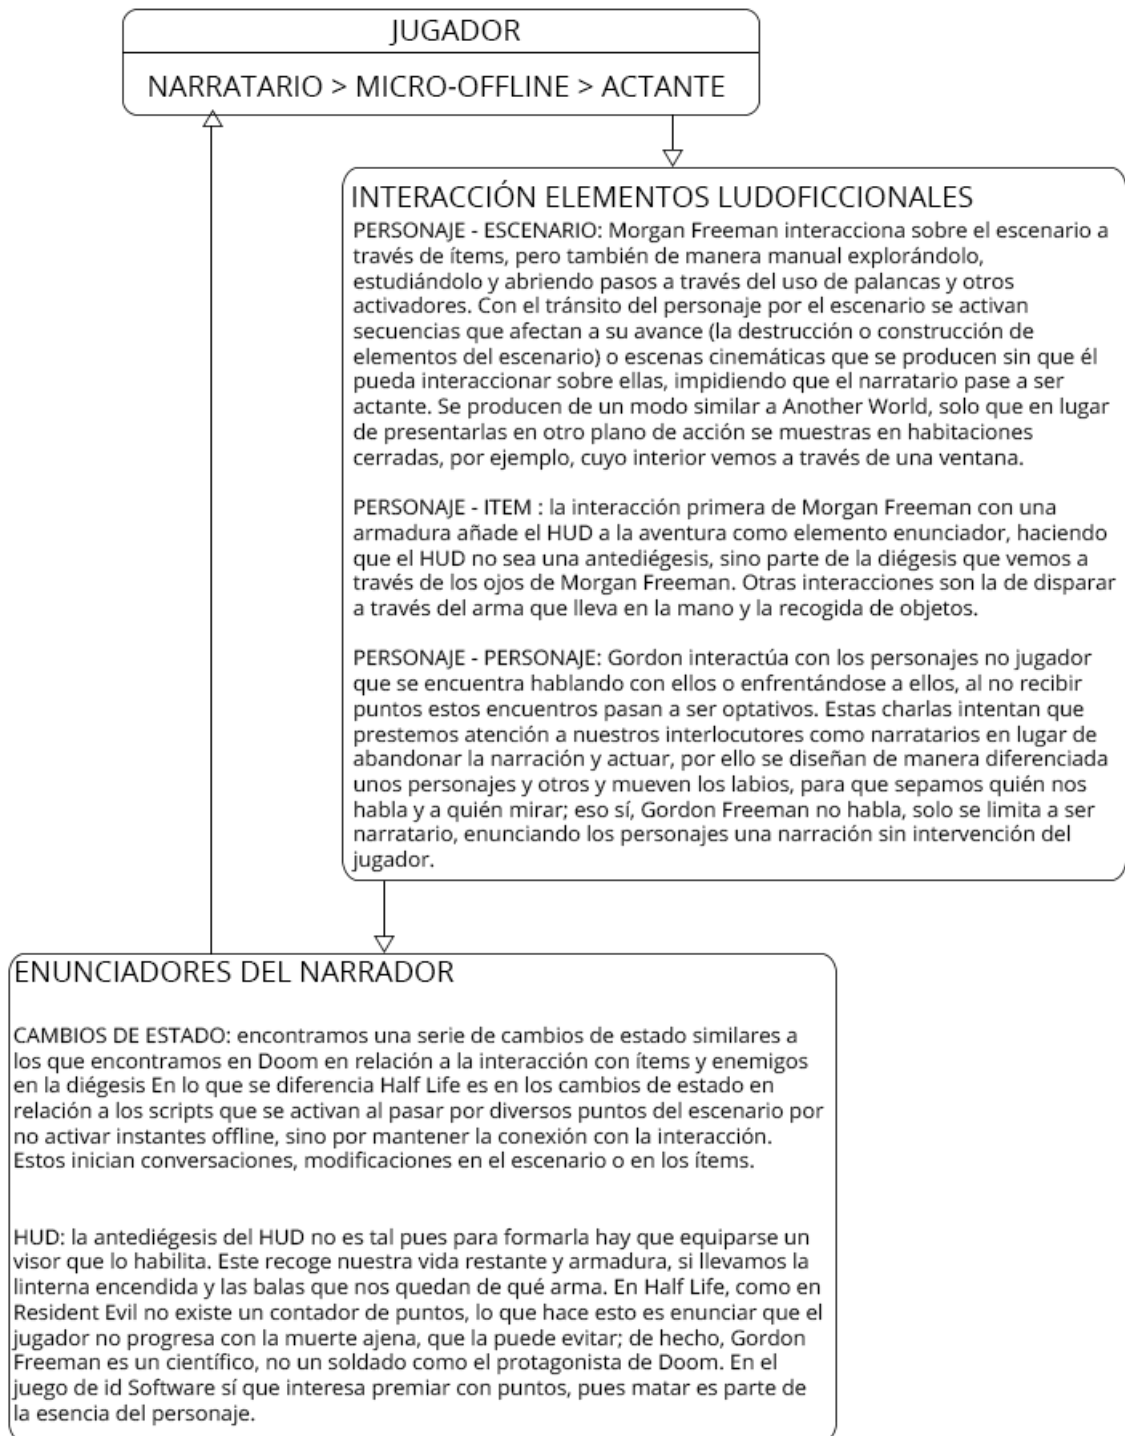 JUGADOR
NARRATARIO > MICRO-OFFLINE > ACTANTE
INTERACCIÓN ELEMENTOS LUDOFICCIONALES
PERSONAJE - ESCENARIO: Morgan Freeman interacciona sobre el escenario a
través de ítems, pero también de manera manual explorándolo,
estudiándolo y abriendo pasos a través del uso de palancas y otros
activadores. Con el tránsito del personaje por el escenario se activan
secuencias que afectan a su avance (la destrucción o construcción de
elementos del escenario) o escenas cinemáticas que se producen sin que él
pueda interaccionar sobre ellas, impidiendo que el narratario pase a ser
actante. Se producen de un modo similar a Another World, solo que en lugar
de presentarlas en otro plano de acción se muestras en habitaciones
cerradas, por ejemplo, cuyo interior vemos a través de una ventana.
PERSONAJE - ITEM : la interacción primera de Morgan Freeman con una
armadura añade el HUD a la aventura como elemento enunciador, haciendo
que el HUD no sea una antediégesis, sino parte de la diégesis que vemos a
través de los ojos de Morgan Freeman. Otras interacciones son la de disparar
a través del arma que lleva en la mano y la recogida de objetos.
PERSONAJE - PERSONAJE: Gordon interactúa con los personajes no jugador
que se encuentra hablando con ellos o enfrentándose a ellos, al no recibir
puntos estos encuentros pasan a ser optativos. Estas charlas intentan que
prestemos atención a nuestros interlocutores como narratarios en lugar de
abandonar la narración y actuar, por ello se diseñan de manera diferenciada
unos personajes y otros y mueven los labios, para que sepamos quién nos
habla y a quién mirar; eso sí, Gordon Freeman no habla, solo se limita a ser
narratario, enunciando los personajes una narración sin intervención del
jugador.
ENUNCIADORES DEL NARRADOR
CAMBIOS DE ESTADO: encontramos una serie de cambios de estado similares a
los que encontramos en Doom en relación a la interacción con ítems y enemigos
en la diégesis En lo que se diferencia Half Life es en los cambios de estado en
relación a los scripts que se activan al pasar por diversos puntos del escenario por
no activar instantes offline, sino por mantener la conexión con la interacción.
Estos inician conversaciones, modificaciones en el escenario o en los ítems.
HUD: la antediégesis del HUD no es tal pues para formarla hay que equiparse un
visor que lo habilita. Este recoge nuestra vida restante y armadura, si llevamos la
linterna encendida y las balas que nos quedan de qué arma. En Half Life, como en
Resident Evil no existe un contador de puntos, lo que hace esto es enunciar que el
jugador no progresa con la muerte ajena, que la puede evitar; de hecho, Gordon
Freeman es un científico, no un soldado como el protagonista de Doom. En el
juego de id Software sí que interesa premiar con puntos, pues matar es parte de
la esencia del personaje.